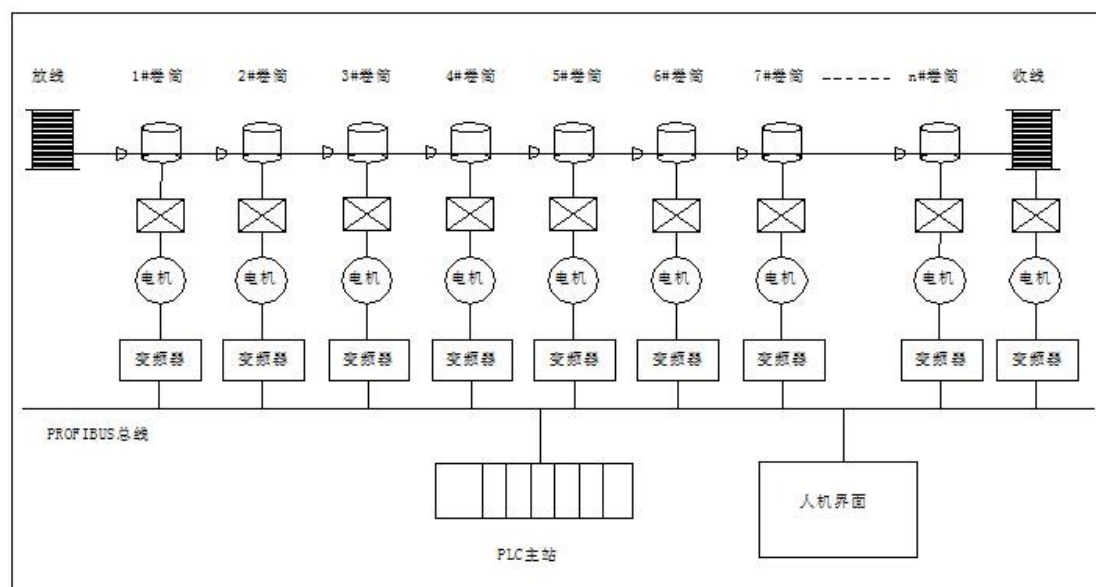 放线 1#卷筒 2#卷筒 3#卷筒 4#卷筒 5#卷筒 6#卷筒 7#卷筒 ------ n#卷筒 收线
电机 电机 电机 电机 电机 电机 电机 电机 电机
变频器 变频器 变频器 变频器 变频器 变频器 变频器 变频器 变频器
PROFIBUS总线
人机界面
PLC主站